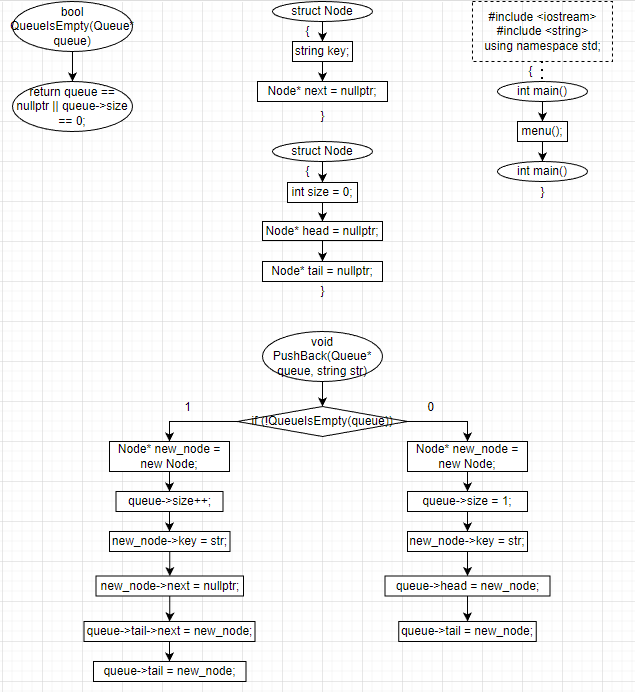 bool
QueueIsEmpty(Queue*
queue)
return queue ==
nullptr || queue->size
== 0;
struct Node
{
string key;
Node* next = nullptr;
}
struct Node
{
int size = 0;
Node* head = nullptr;
Node* tail = nullptr;
}
#include <iostream>
#include <string>
using namespace std;
{
int main()
menu();
int main()
}
void
PushBack(Queue*
queue, string str)
if (!QueueIsEmpty(queue))
1
0
Node* new_node =
new Node;
queue->size++;
new_node->key = str;
new_node->next = nullptr;
queue->tail->next = new_node;
queue->tail = new_node;
Node* new_node =
new Node;
queue->size = 1;
new_node->key = str;
queue->head = new_node;
queue->tail = new_node;